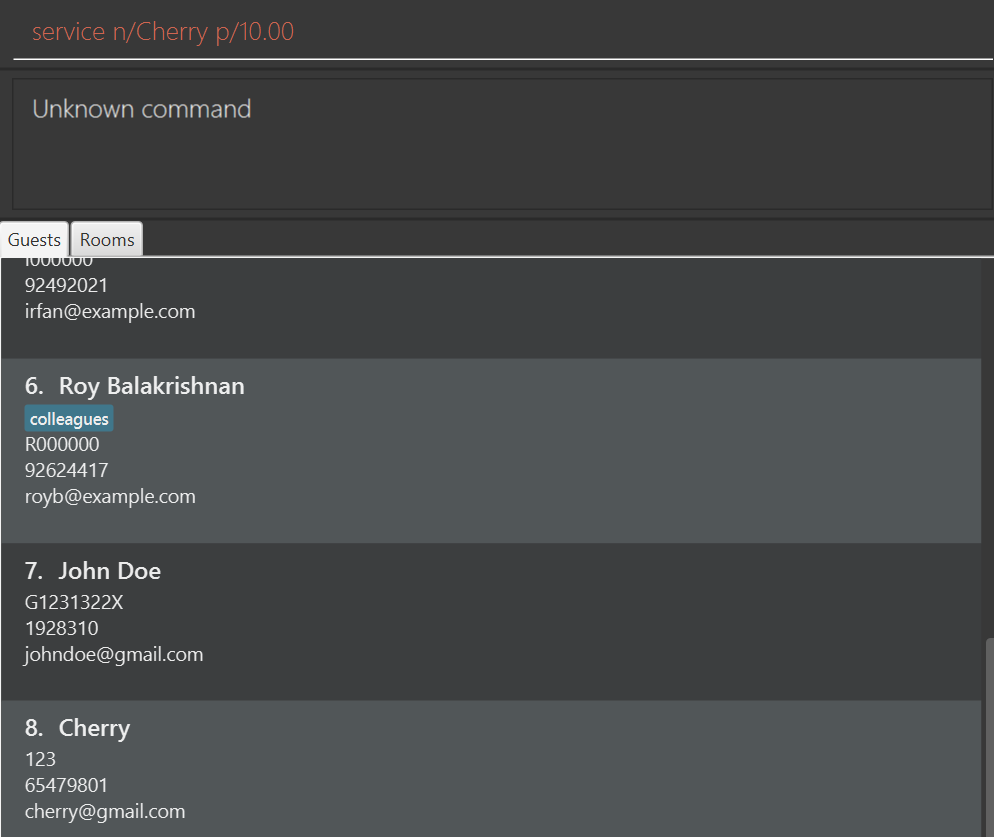 service n/Cherry p/10.00
Unknown command
Guests Rooms
I000000
92492021
irfan@example.com
6. Roy Balakrishnan
colleagues
R000000
92624417
royb@example.com
7. John Doe
G1231322X
1928310
johndoe@gmail.com
8. Cherry
123
65479801
cherry@gmail.com